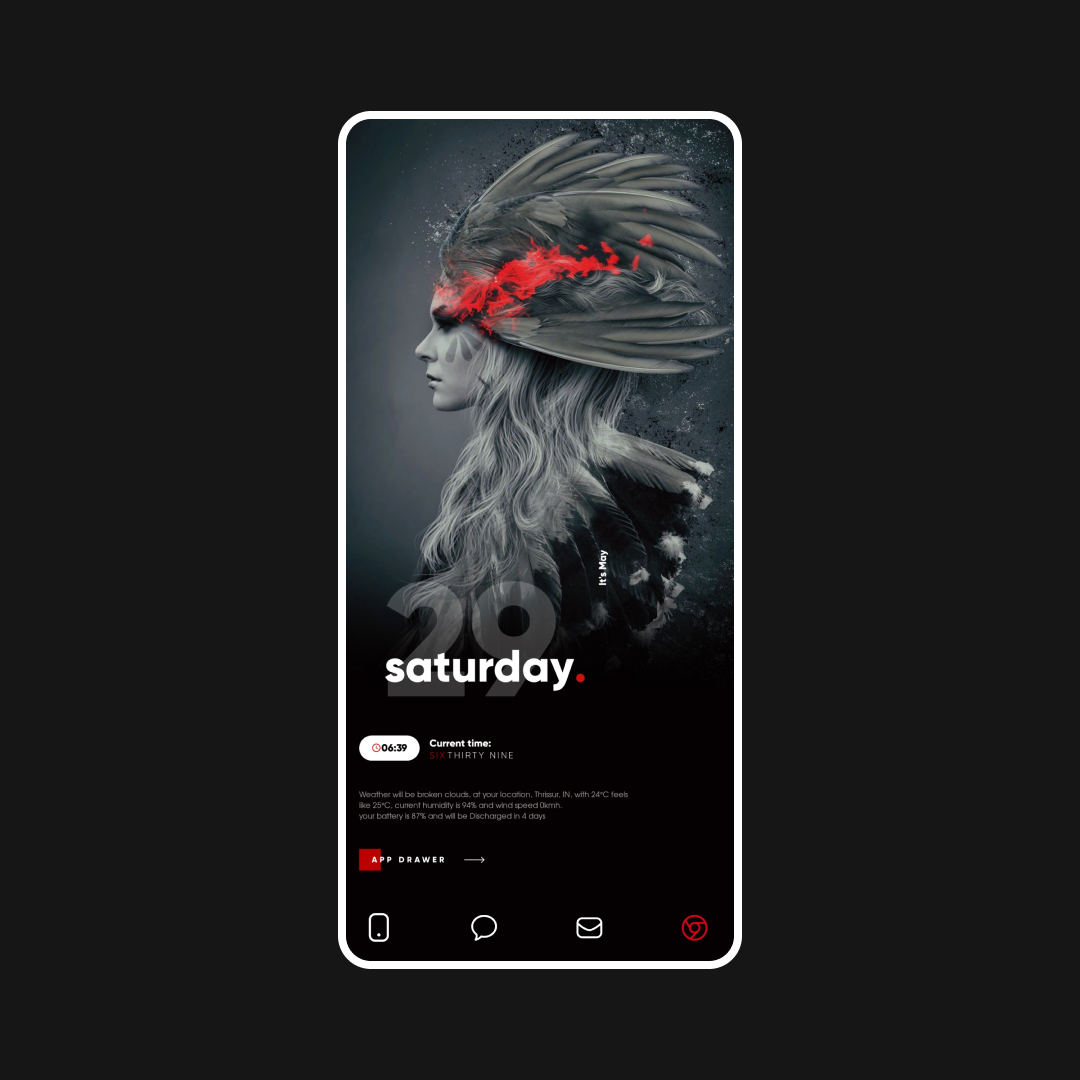 It's May
29
saturday.
06:39
Current time:
SIXTHIRTY NINE
Weather will be broken clouds, at your location, Thrissur, IN, with 24°C feels
like 25°C, current humidity is 94% and wind speed 0kmh.
your battery is 87% and will be Discharged in 4 days
APP DRAWER